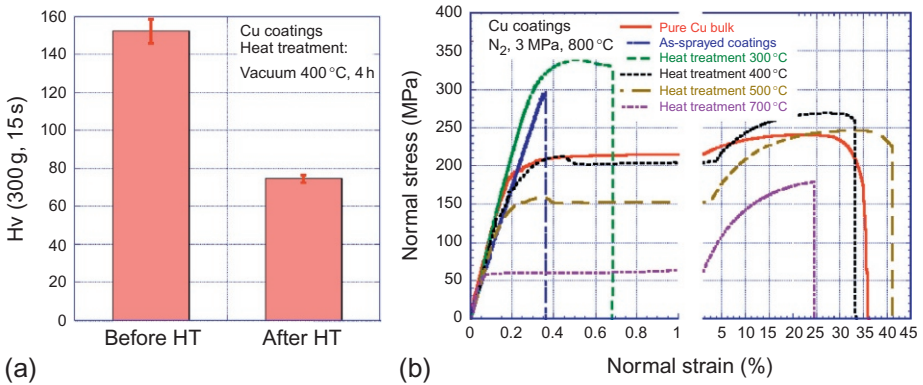 160
140
120
100
80
60
40
20
0
Hv (300 g, 15s)
Cu coatings
Heat treatment:
Vacuum 400 °C, 4 h
Before HT
After HT
(a)
400
350
300
250
200
150
100
50
0
Normal stress (MPa)
Cu coatings
N₂, 3 MPa, 800 °C
Pure Cu bulk
As-sprayed coatings
Heat treatment 300 °C
Heat treatment 400 °C
Heat treatment 500 °C
Heat treatment 700 °C
0 0.2 0.4 0.6 0.8 1
5 10 15 20 25 30 35 40 45
Normal strain (%)
(b)